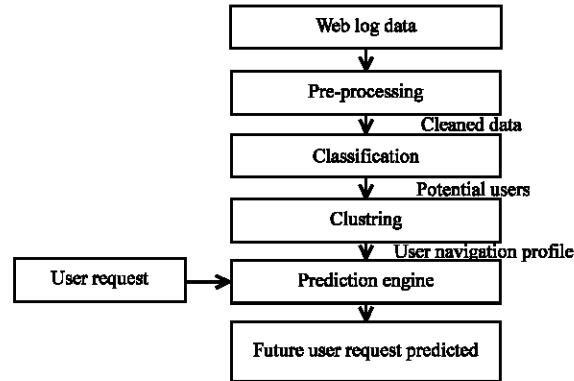 Web log data
Pre-processing
Cleaned data
Classification
Potential users
Clustring
User navigation profile
User request
Prediction engine
Future user request predicted